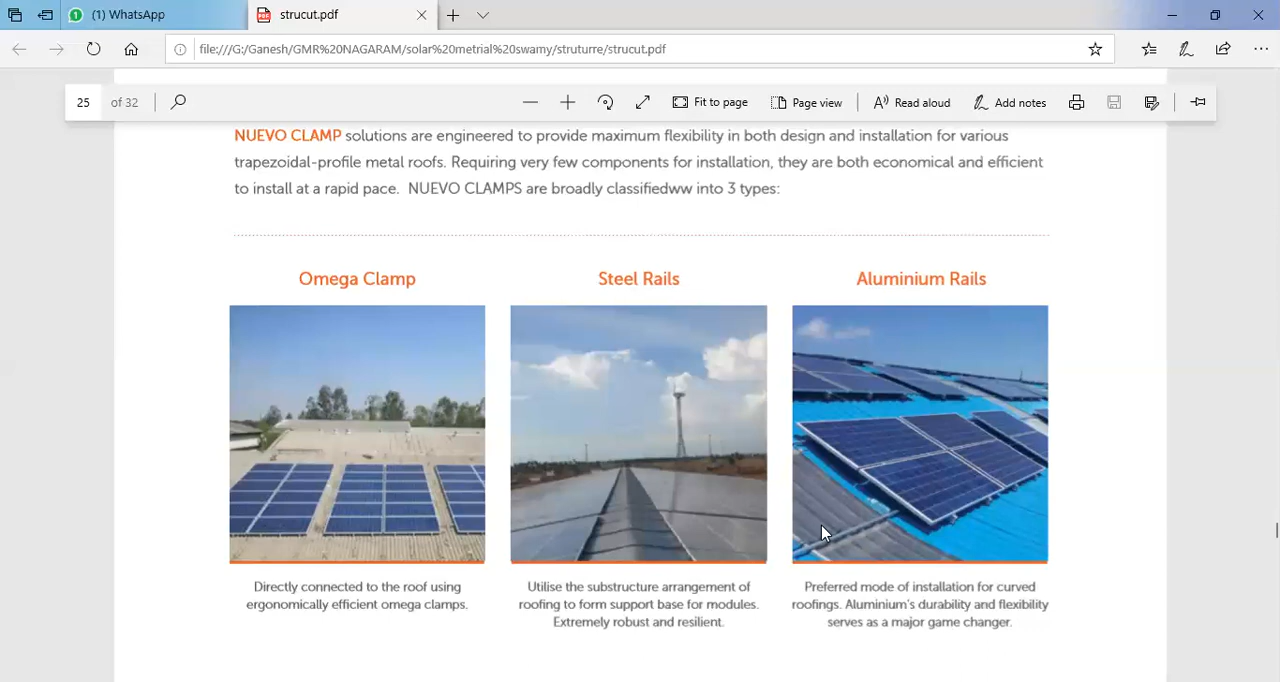 (1) WhatsApp
strucut.pdf
file:///G:/Ganesh/GMR%20NAGARAM/solar%20metrial%20swamy/struturre/strucut.pdf
25 of 32
Fit to page
Page view
Read aloud
Add notes
NUEVO CLAMP solutions are engineered to provide maximum flexibility in both design and installation for various
trapezoidal-profile metal roofs. Requiring very few components for installation, they are both economical and efficient
to install at a rapid pace. NUEVO CLAMPS are broadly classifiedww into 3 types:
Omega Clamp
Directly connected to the roof using
ergonomically efficient omega clamps.
Steel Rails
Utilise the substructure arrangement of
roofing to form support base for modules.
Extremely robust and resilient.
Aluminium Rails
Preferred mode of installation for curved
roofings. Aluminium's durability and flexibility
serves as a major game changer.